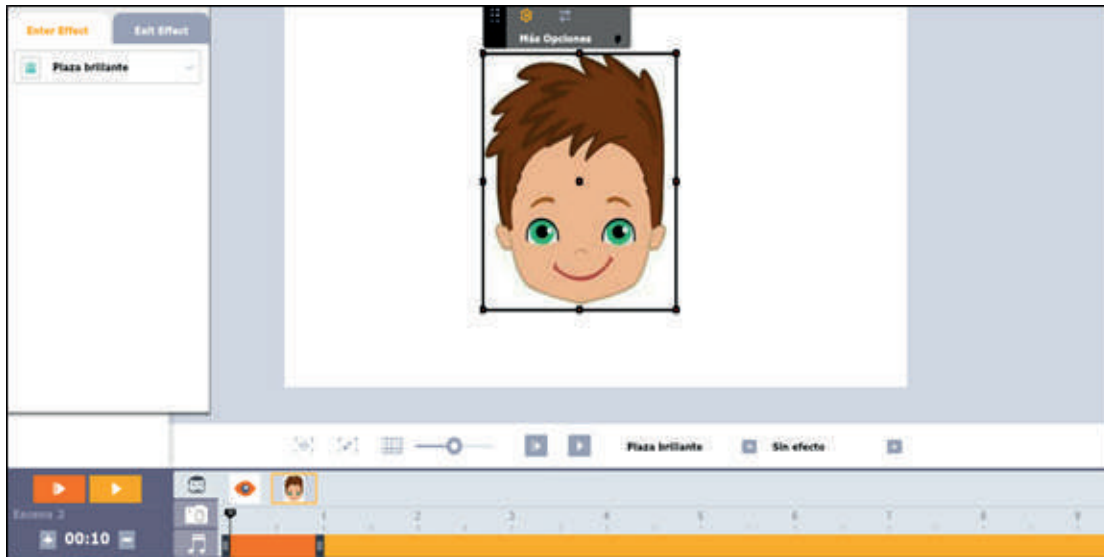 Enter Effect
Exit Effect
Plaza brillante
Más Opciones
Plaza brillante
Sin efecto
Escena 2
00:10
1
2
3
4
5
6
7
8
9